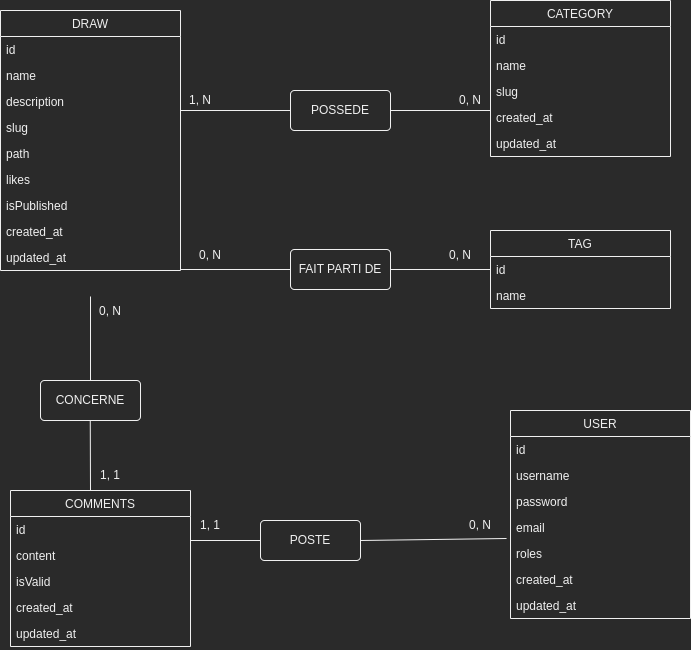 DRAW
id
name
description
slug
path
likes
isPublished
created_at
updated_at
1, N
POSSEDE
0, N
CATEGORY
id
name
slug
created_at
updated_at
0, N
FAIT PARTI DE
0, N
TAG
id
name
0, N
CONCERNE
1, 1
COMMENTS
id
content
isValid
created_at
updated_at
1, 1
POSTE
0, N
USER
id
username
password
email
roles
created_at
updated_at